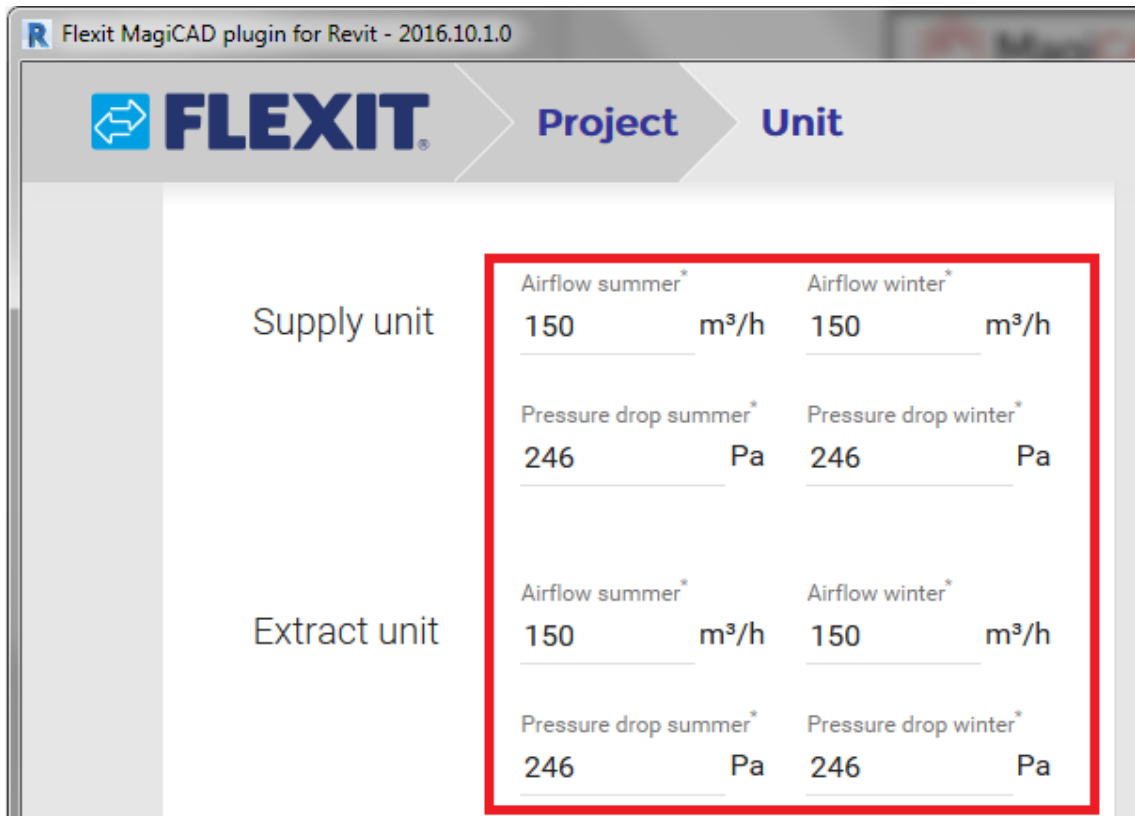 Flexit MagiCAD plugin for Revit - 2016.10.1.0
FLEXIT® Project Unit
Airflow summer* Airflow winter*
Supply unit 150 m³/h 150 m³/h
Pressure drop summer* Pressure drop winter*
246 Pa 246 Pa
Airflow summer* Airflow winter*
Extract unit 150 m³/h 150 m³/h
Pressure drop summer* Pressure drop winter*
246 Pa 246 Pa